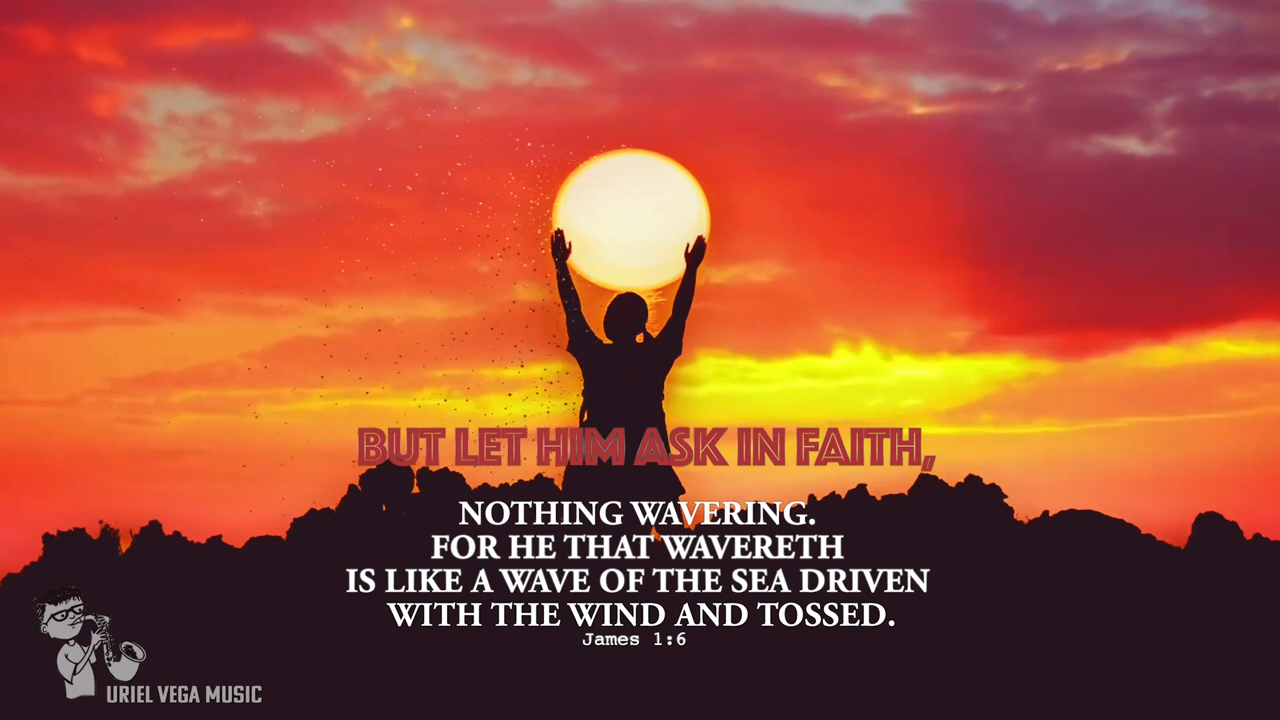 BUT LET HIM ASK IN FAITH,
NOTHING WAVERING.
FOR HE THAT WAVERETH
IS LIKE A WAVE OF THE SEA DRIVEN
WITH THE WIND AND TOSSED.
James 1:6
URIEL VEGA MUSIC